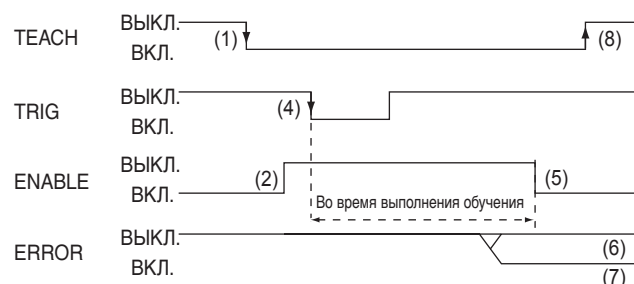 ВЫКЛ.
TEACH (1) (8)
ВКЛ.
ВЫКЛ.
TRIG (4)
ВКЛ.
ВЫКЛ.
ENABLE (2) (5)
ВКЛ.
Во время выполнения обучения
ВЫКЛ.
ERROR (6)
ВКЛ.
(7)